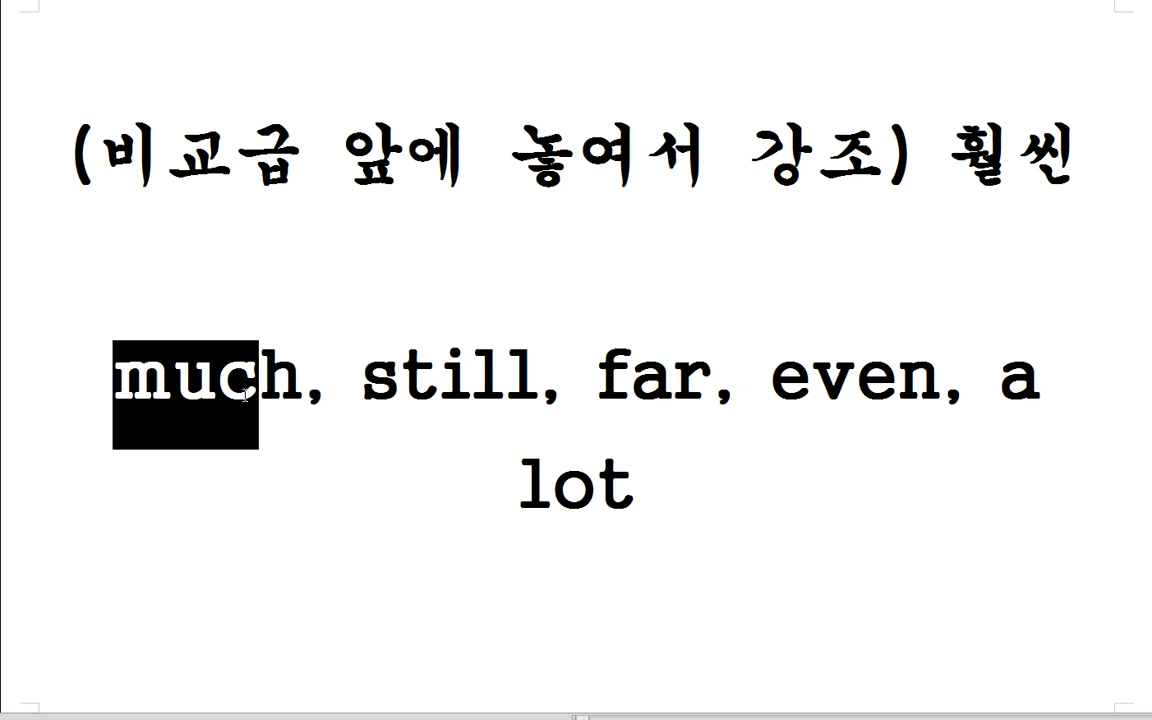 (비교급 앞에 놓여서 강조) 훨씬
much, still, far, even, a
lot